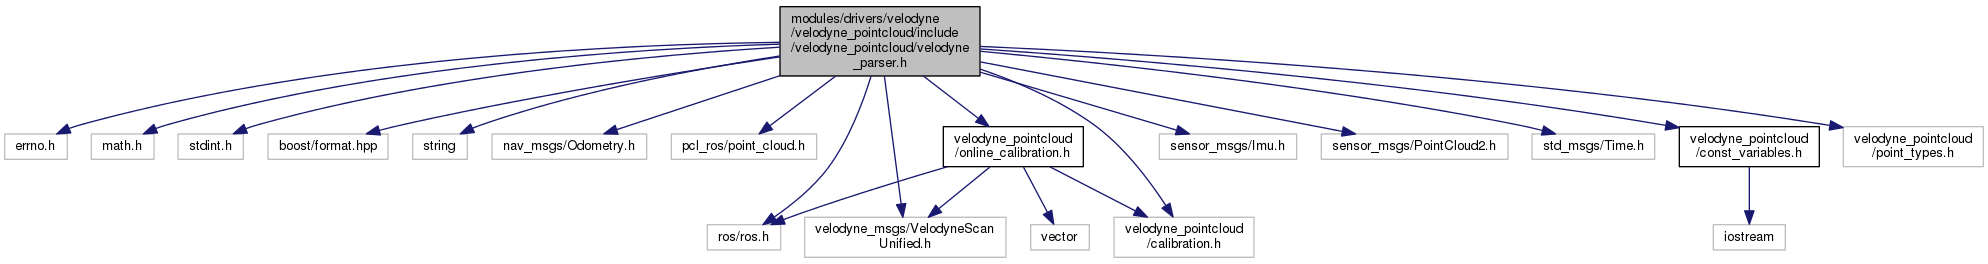 modules/drivers/velodyne
/velodyne_pointcloud/include
/velodyne_pointcloud/velodyne
_parser.h
errno.h
math.h
stdint.h
boost/format.hpp
string
nav_msgs/Odometry.h
pcl_ros/point_cloud.h
velodyne_pointcloud
/online_calibration.h
sensor_msgs/Imu.h
sensor_msgs/PointCloud2.h
std_msgs/Time.h
velodyne_pointcloud
/const_variables.h
velodyne_pointcloud
/point_types.h
ros/ros.h
velodyne_msgs/VelodyneScan
Unified.h
vector
velodyne_pointcloud
/calibration.h
iostream